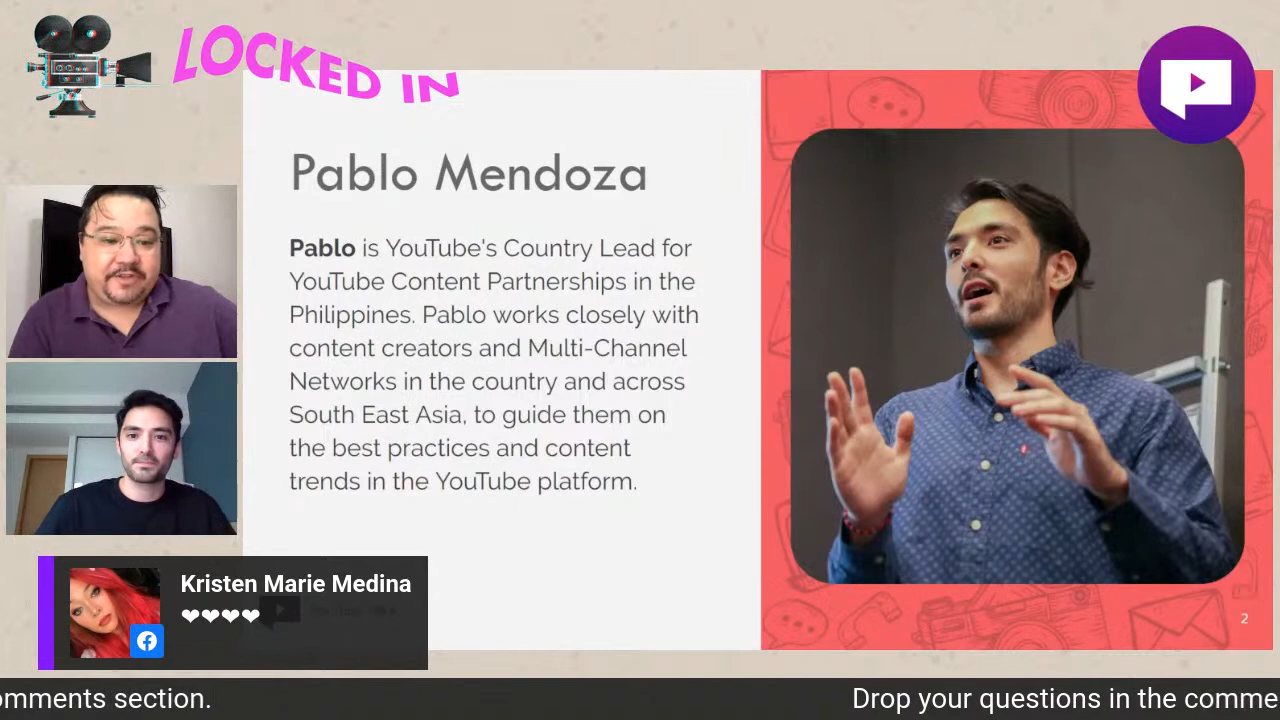 LOCKED IN
Pablo Mendoza
Pablo is YouTube's Country Lead for
YouTube Content Partnerships in the
Philippines. Pablo works closely with
content creators and Multi-Channel
Networks in the country and across
South East Asia, to guide them on
the best practices and content
trends in the YouTube platform.
Kristen Marie Medina
❤❤❤❤
2
omments section.
Drop your questions in the comme